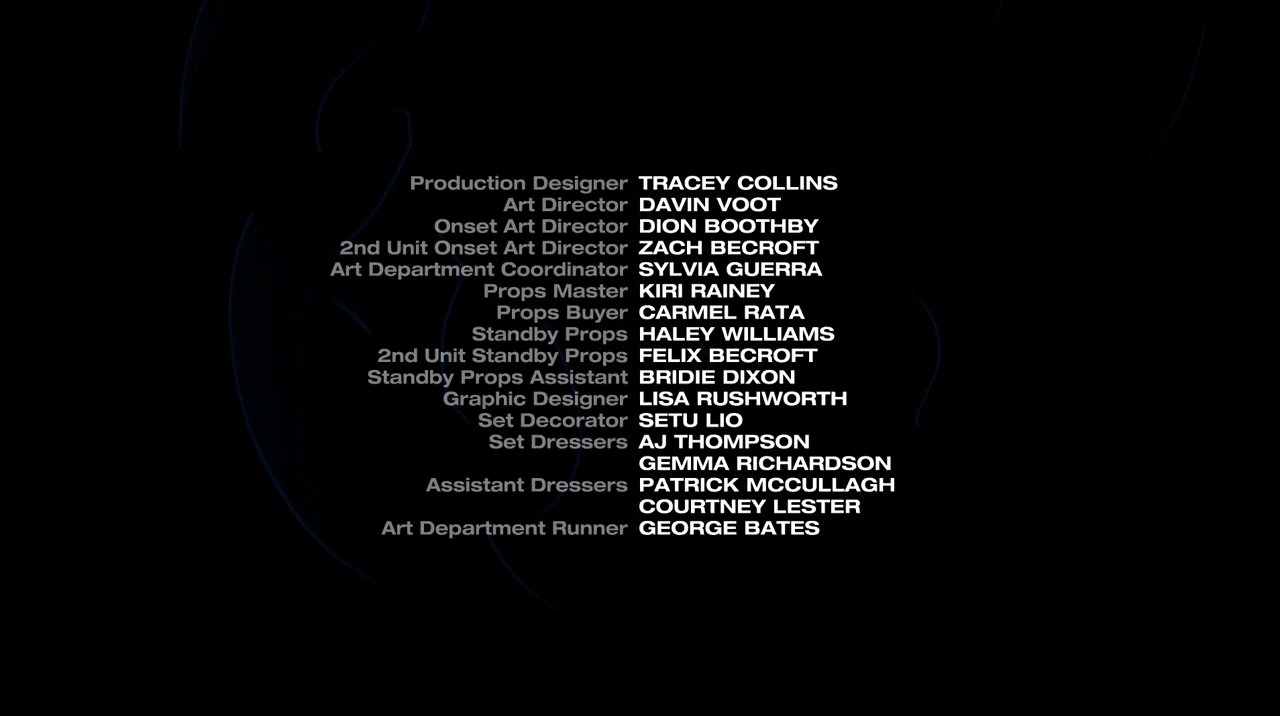 Production Designer TRACEY COLLINS
Art Director DAVIN VOOT
Onset Art Director DION BOOTHBY
2nd Unit Onset Art Director ZACH BECROFT
Art Department Coordinator SYLVIA GUERRA
Props Master KIRI RAINEY
Props Buyer CARMEL RATA
Standby Props HALEY WILLIAMS
2nd Unit Standby Props FELIX BECROFT
Standby Props Assistant BRIDIE DIXON
Graphic Designer LISA RUSHWORTH
Set Decorator SETU LIO
Set Dressers AJ THOMPSON
GEMMA RICHARDSON
Assistant Dressers PATRICK MCCULLAGH
COURTNEY LESTER
Art Department Runner GEORGE BATES